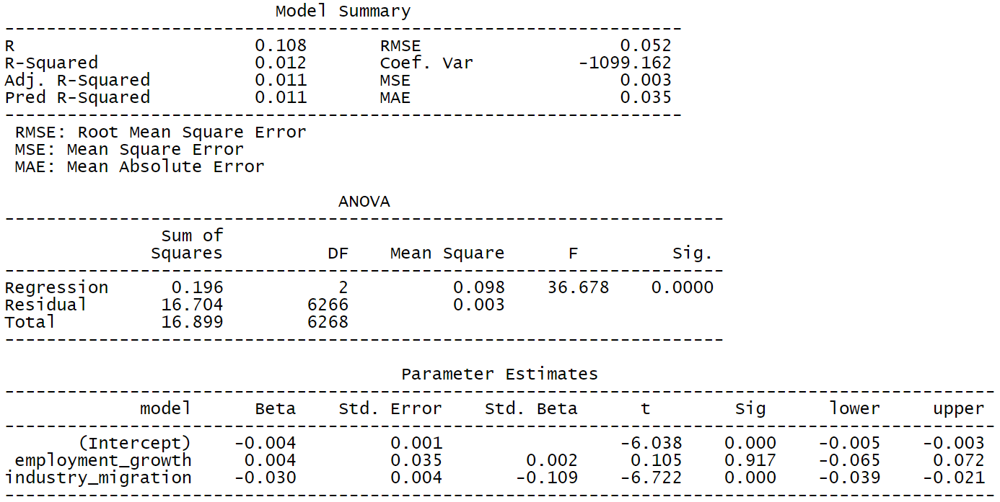 Model Summary
-----------------------------------------------------------------
R                       0.108       RMSE                   0.052
R-Squared               0.012       Coef. Var          -1099.162
Adj. R-Squared          0.011       MSE                    0.003
Pred R-Squared          0.011       MAE                    0.035
-----------------------------------------------------------------
RMSE: Root Mean Square Error
MSE: Mean Square Error
MAE: Mean Absolute Error
ANOVA
---------------------------------------------------------------------
Sum of
Squares          DF    Mean Square      F         Sig.
---------------------------------------------------------------------
Regression      0.196           2          0.098    36.678    0.0000
Residual       16.704        6266          0.003
Total          16.899        6268
---------------------------------------------------------------------
Parameter Estimates
-----------------------------------------------------------------------------------------------
model      Beta    Std. Error    Std. Beta      t        Sig      lower     upper
-----------------------------------------------------------------------------------------------
(Intercept)    -0.004         0.001                 -6.038    0.000    -0.005    -0.003
employment_growth     0.004         0.035        0.002     0.105    0.917    -0.065     0.072
industry_migration    -0.030         0.004       -0.109    -6.722    0.000    -0.039    -0.021
-----------------------------------------------------------------------------------------------